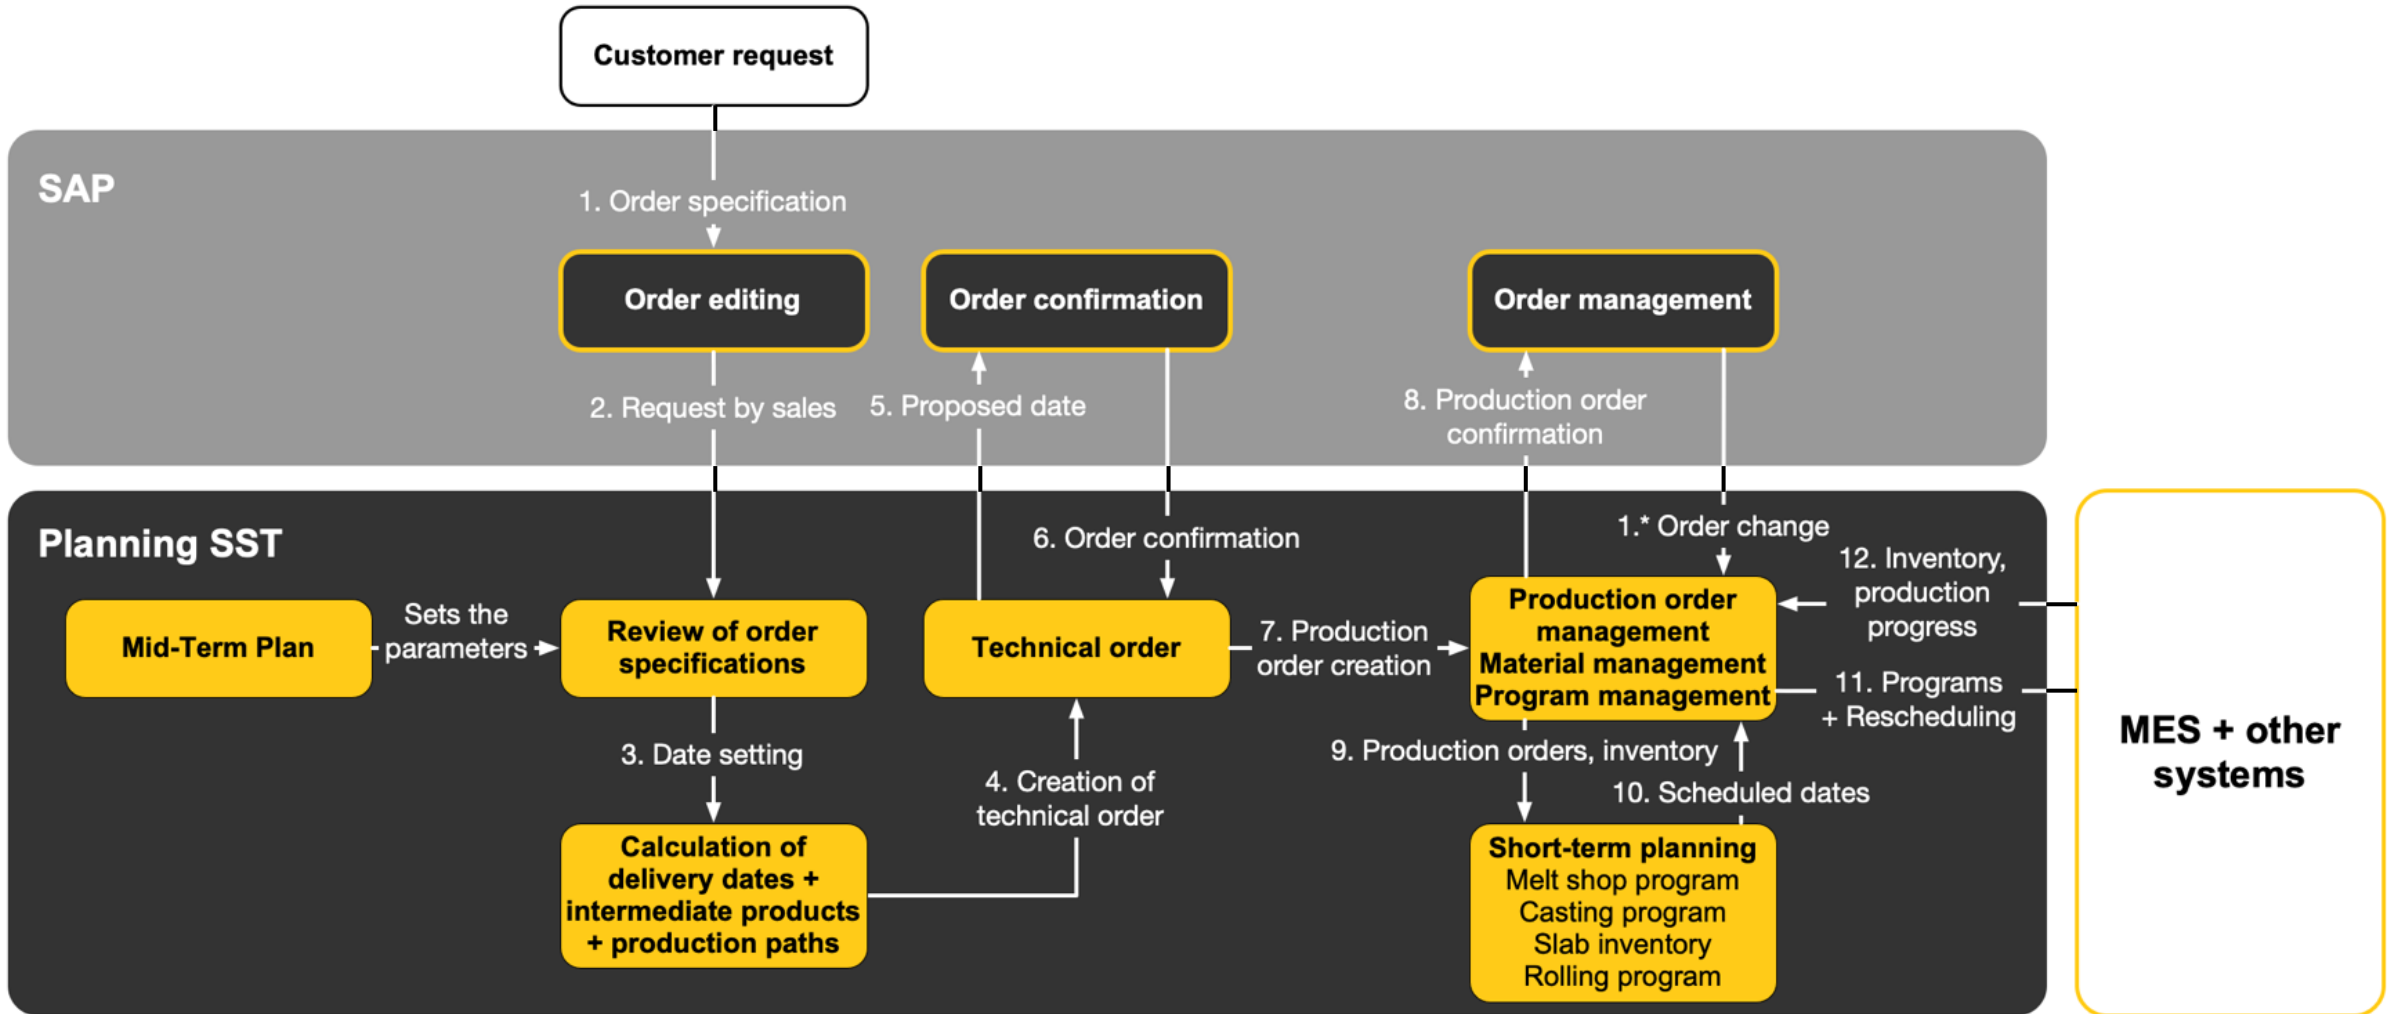 Customer request
SAP
1. Order specification
Order editing
Order confirmation
Order management
2. Request by sales
5. Proposed date
8. Production order
confirmation
Planning SST
6. Order confirmation
1.* Order change
12. Inventory,
production
progress
Mid-Term Plan
Sets the
parameters
Review of order
specifications
Technical order
7. Production
order creation
Production order
management
Material management
Program management
11. Programs
+ Rescheduling
MES + other
systems
3. Date setting
4. Creation of
technical order
9. Production orders, inventory
10. Scheduled dates
Calculation of
delivery dates +
intermediate products
+ production paths
Short-term planning
Melt shop program
Casting program
Slab inventory
Rolling program